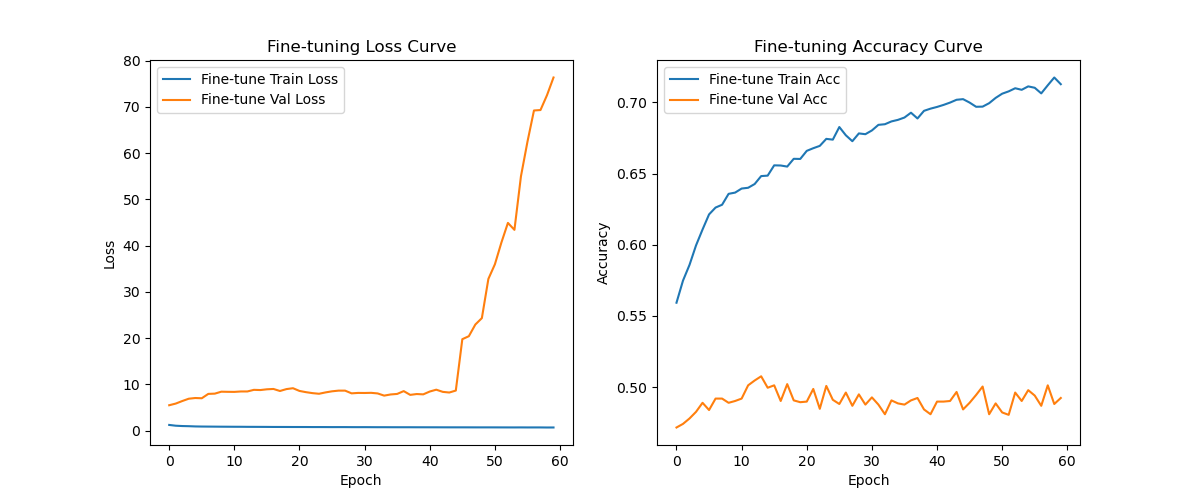 Fine-tuning Loss Curve
Fine-tune Train Loss
Fine-tune Val Loss
80
70
60
50
40
30
20
10
0
Loss
0 10 20 30 40 50 60
Epoch
Fine-tuning Accuracy Curve
Fine-tune Train Acc
Fine-tune Val Acc
0.70
0.65
0.60
0.55
0.50
Accuracy
0 10 20 30 40 50 60
Epoch